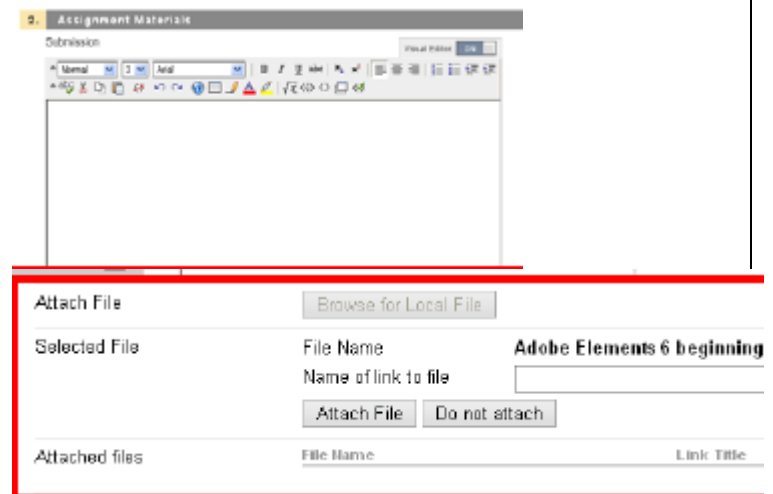 2. Assignment Materials
Submission
Visual Editor ON
Normal 3 Arial
Attach File Browse for Local File
Selected File File Name Adobe Elements 6 beginning
Name of link to file
Attach File Do not attach
Attached files File Name Link Title